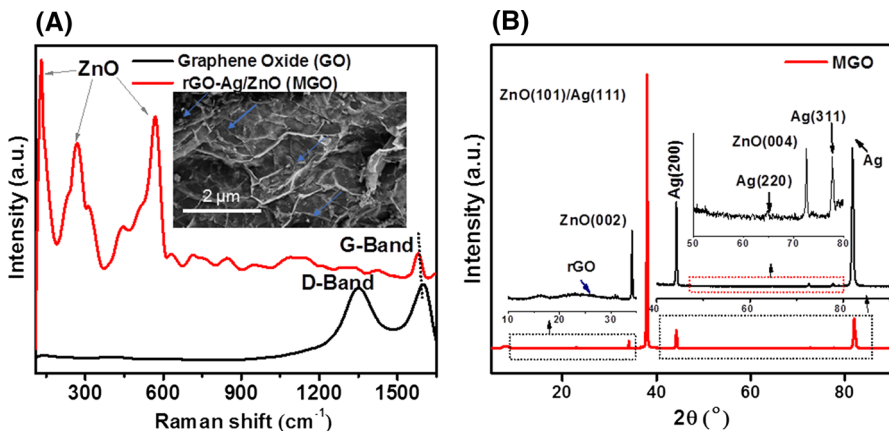 (A)
ZnO
Graphene Oxide (GO)
rGO-Ag/ZnO (MGO)
2 µm
G-Band
D-Band
Intensity (a.u.)
300 600 900 1200 1500
Raman shift (cm⁻¹)
(B)
MGO
ZnO(101)/Ag(111)
Ag(200)
Ag(311)
ZnO(004)
Ag
Ag(220)
50 60 70 80
ZnO(002)
rGO
10 20 30
40 60 80
Intensity (a.u.)
20 40 60 80
2θ (°)